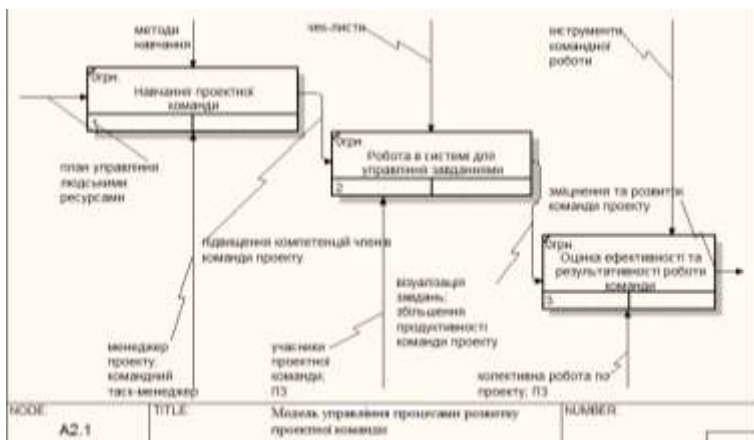 методи
навчання
чек-листи
інструменти
командної
роботи
0грн
Навчання проектної
команди
1
план управління
людськими
ресурсами
0грн
Робота в системі для
управління завданнями
2
зміцнення та розвиток
команди проекту
підвищення компетенцій членів
команди проекту
0грн
Оцінка ефективності та
результативності роботи
команди
3
візуалізація
завдань;
збільшення
продуктивності
команди проекту
менеджер
проекту;
командний
таск-менеджер
учасники
проектної
команди;
ПЗ
колективна робота по
проекту; ПЗ
NODE:
A2.1
TITLE:
Модель управління процесами розвитку
проектної команди
NUMBER: